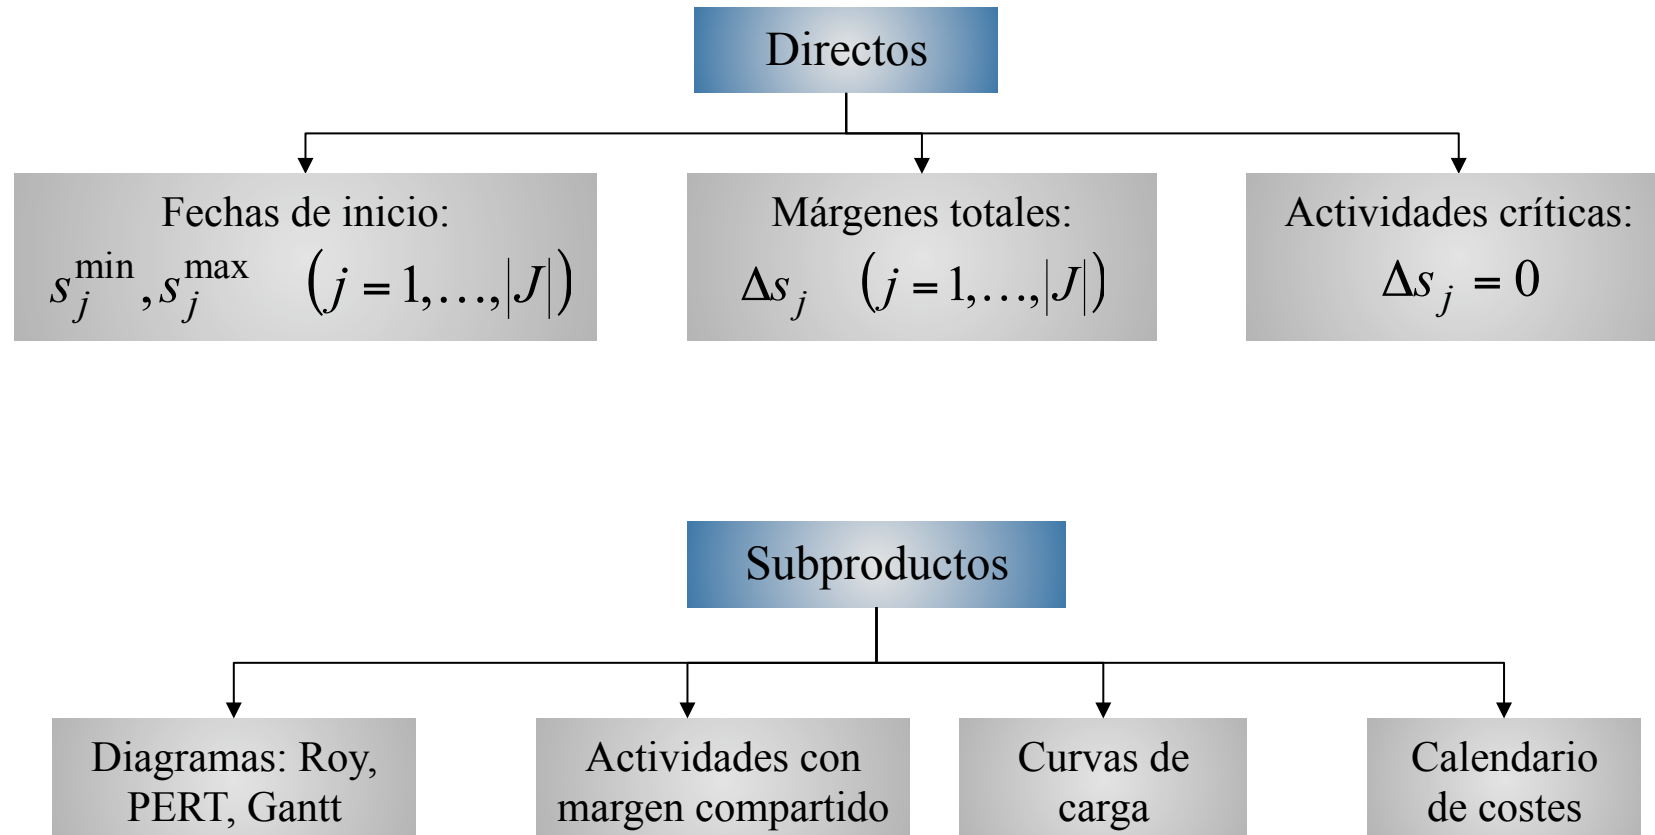 Directos
Fechas de inicio:
s_j^min, s_j^max (j = 1,…,|J|)
Márgenes totales:
Δs_j (j = 1,…,|J|)
Actividades críticas:
Δs_j = 0
Subproductos
Diagramas: Roy,
PERT, Gantt
Actividades con
margen compartido
Curvas de
carga
Calendario
de costes